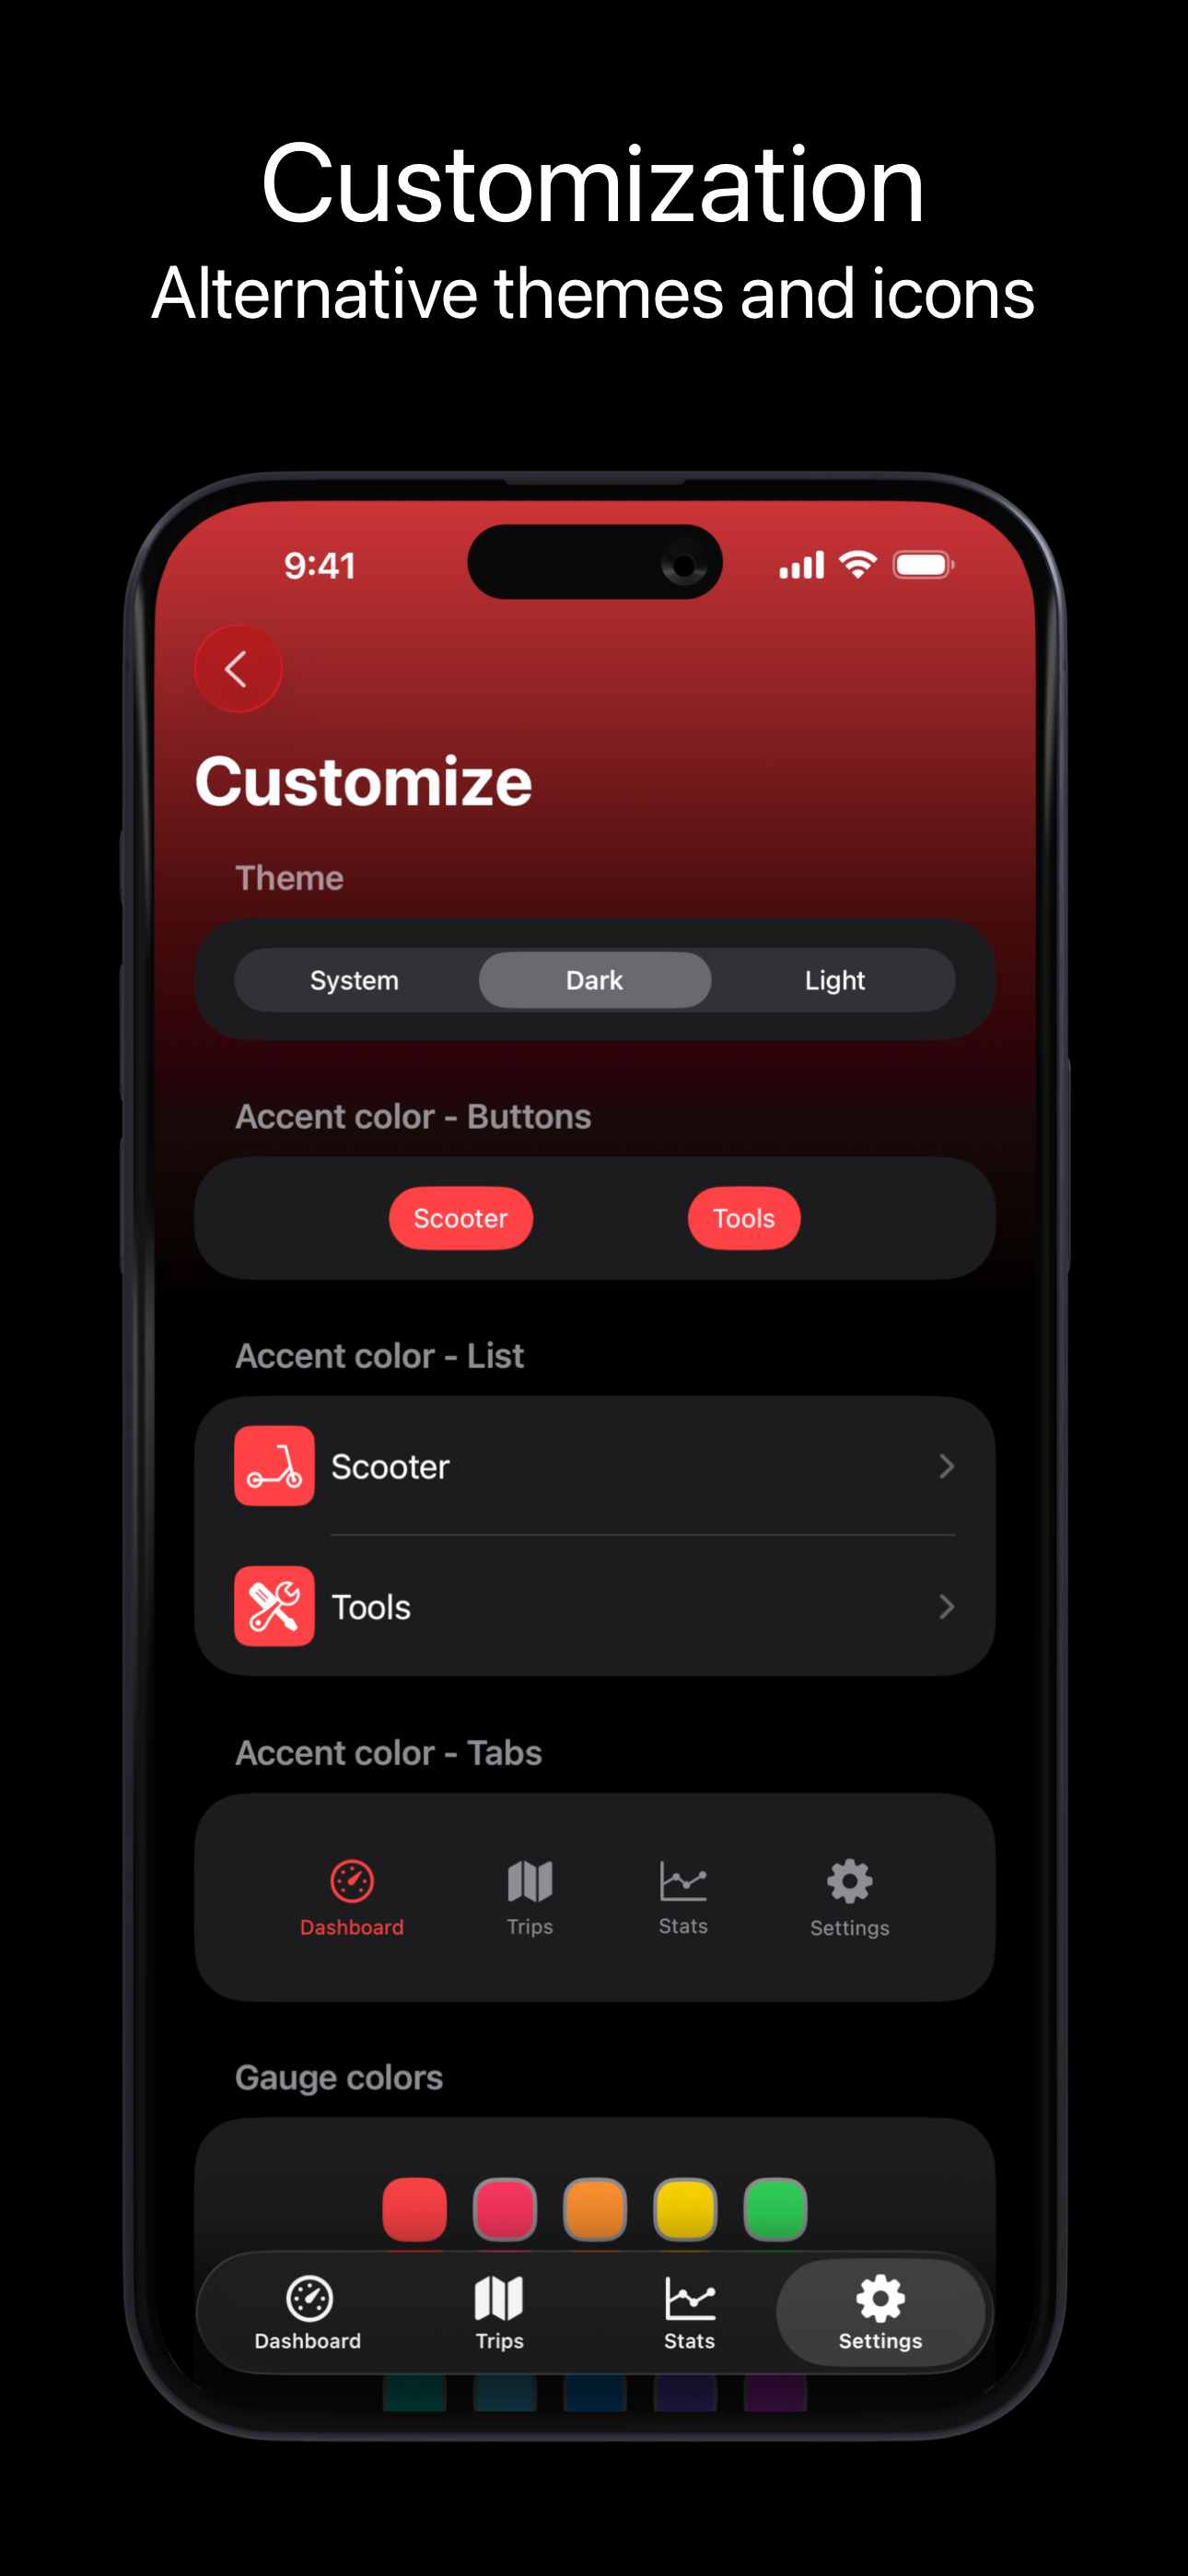 Customization
Alternative themes and icons
9:41
Customize
Theme
System Dark Light
Accent color - Buttons
Scooter Tools
Accent color - List
Scooter
Tools
Accent color - Tabs
Dashboard Trips Stats Settings
Gauge colors
Dashboard Trips Stats Settings